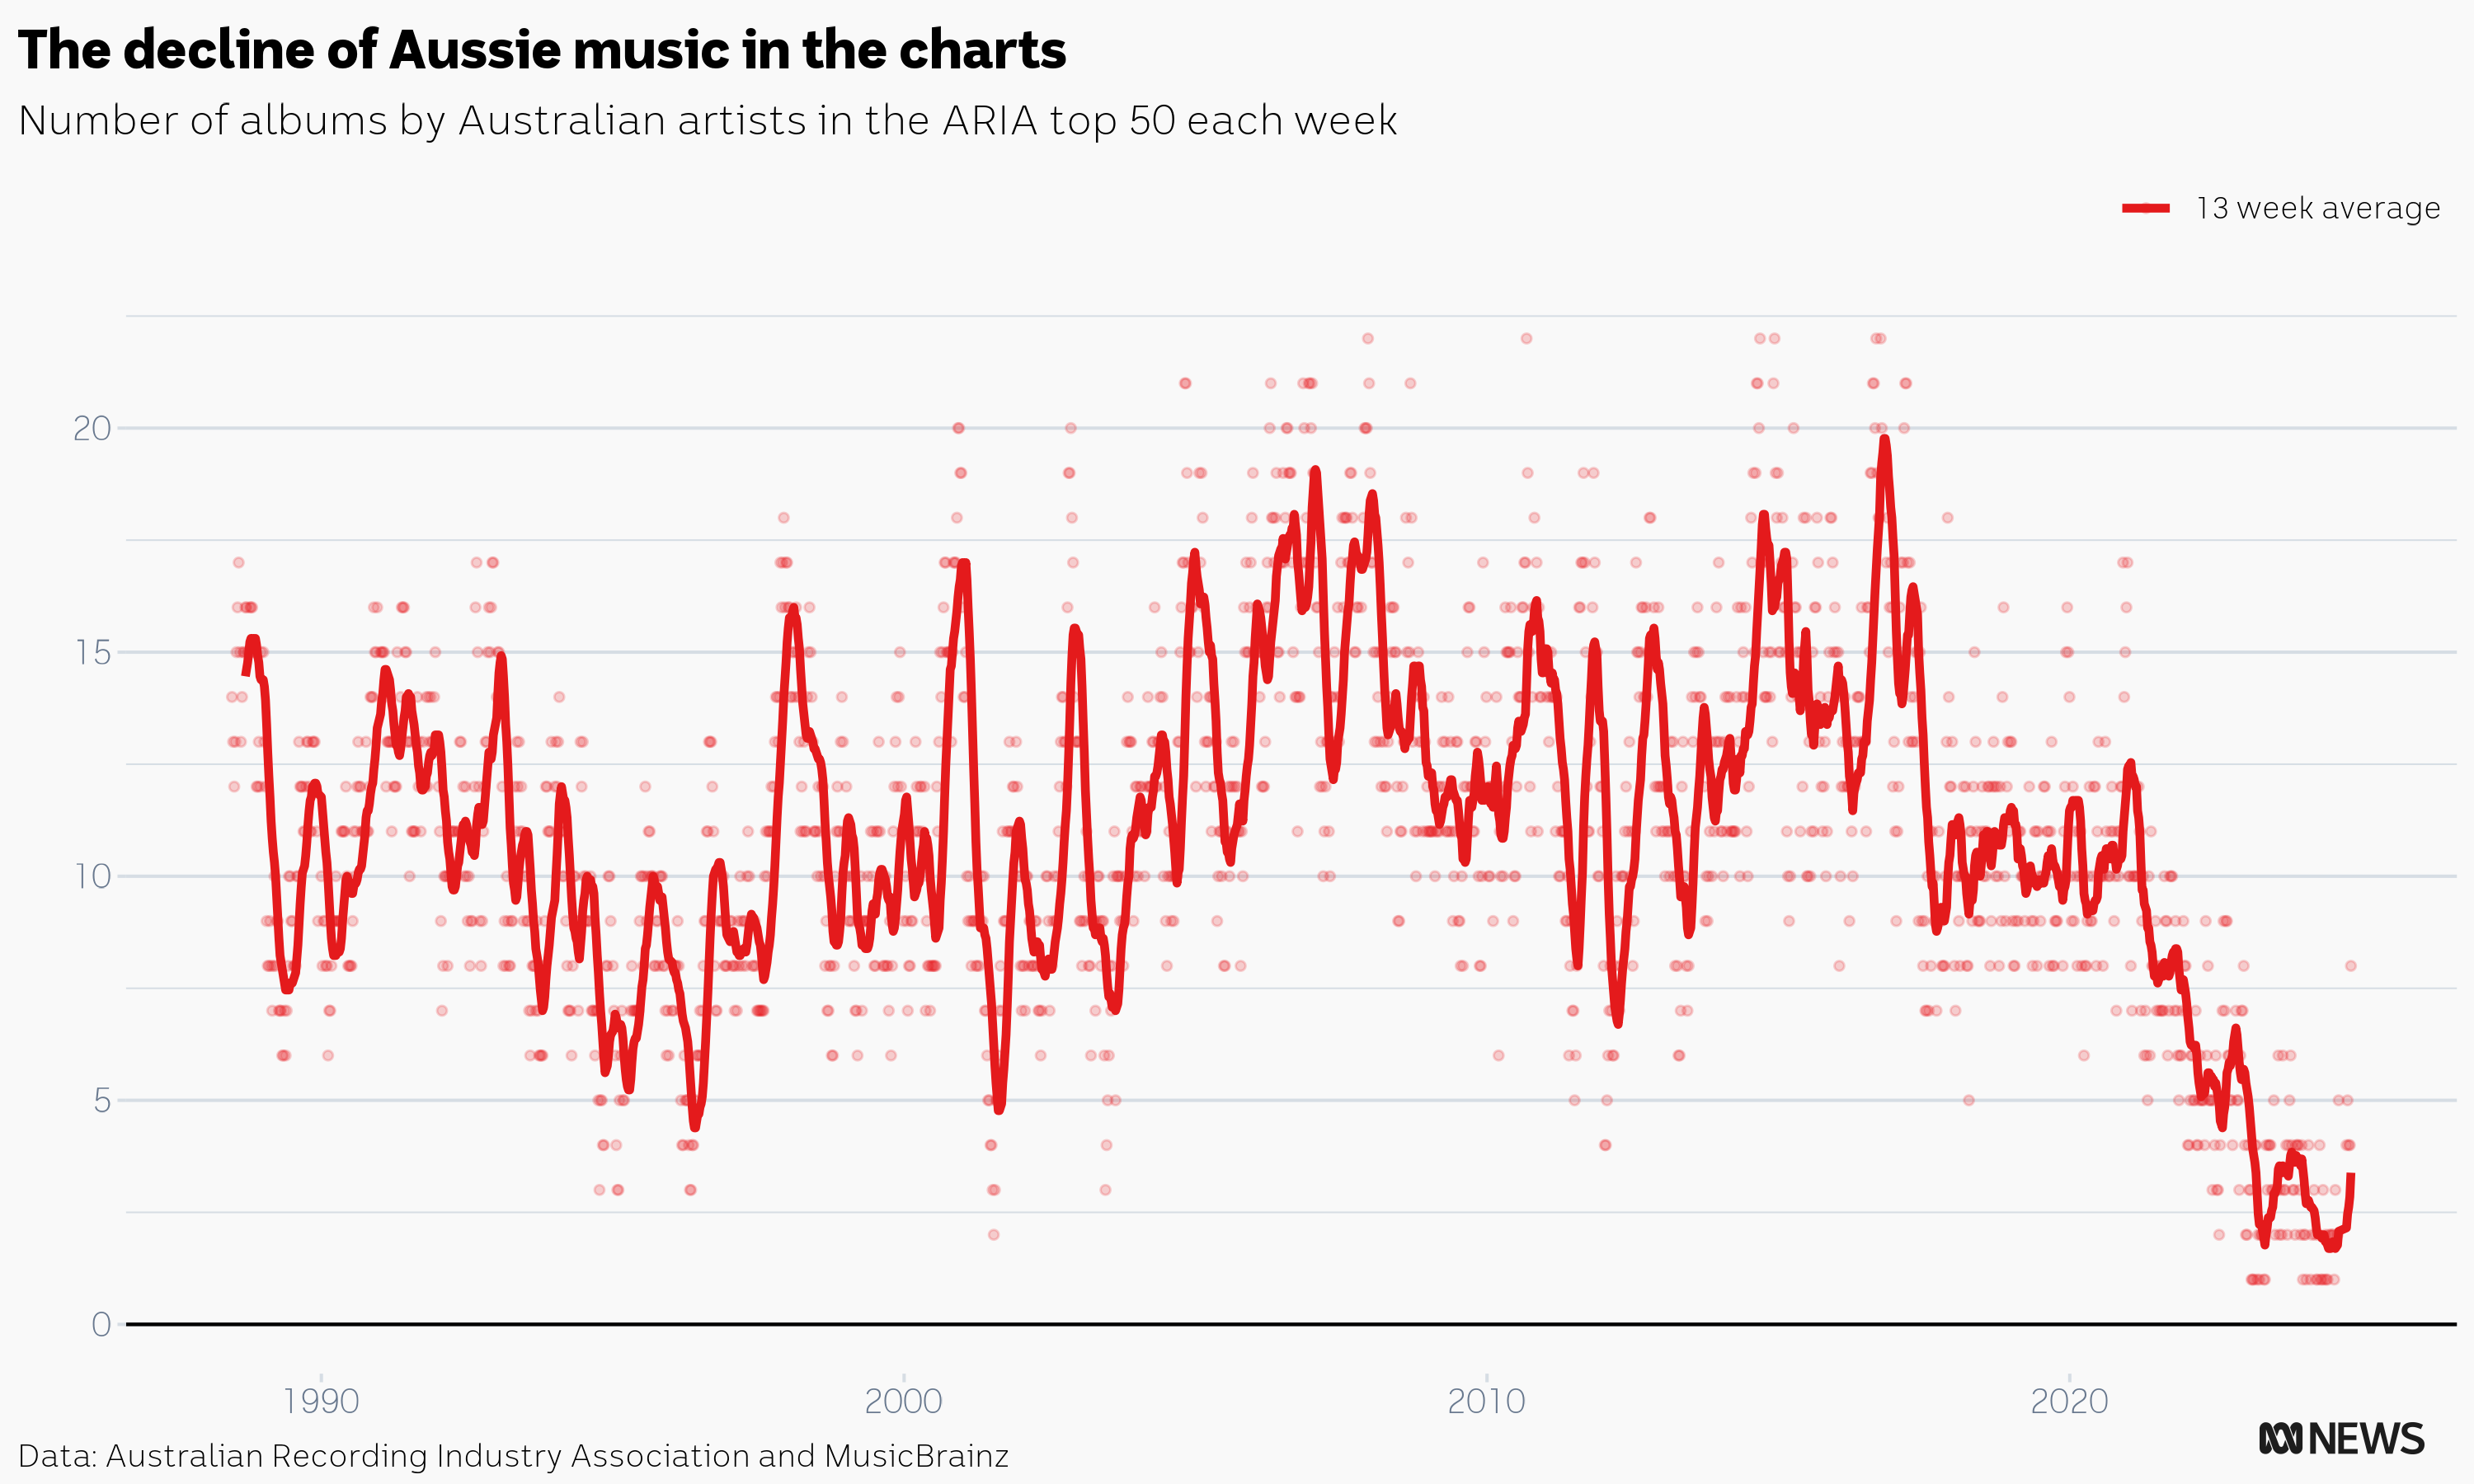 The decline of Aussie music in the charts
Number of albums by Australian artists in the ARIA top 50 each week
13 week average
20
15
10
5
0
1990 2000 2010 2020
Data: Australian Recording Industry Association and MusicBrainz
NEWS